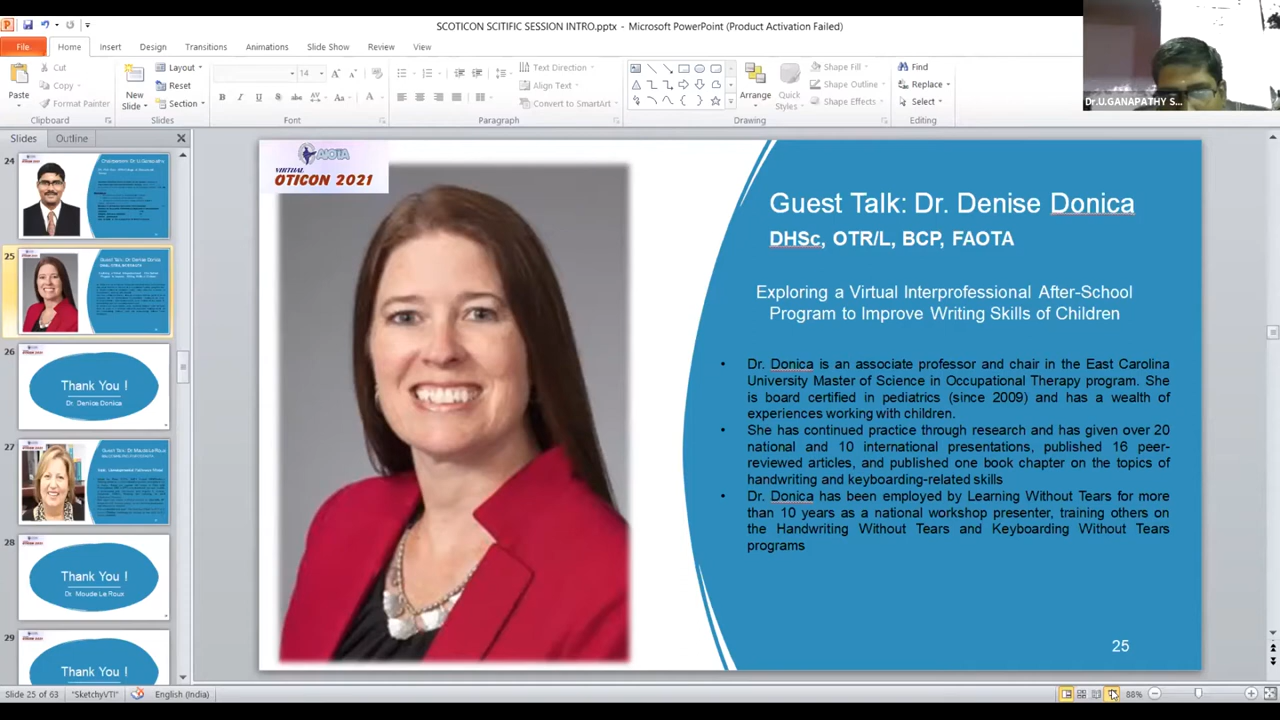 SCOTICON SCITIFIC SESSION INTRO.pptx - Microsoft PowerPoint (Product Activation Failed)
File Home Insert Design Transitions Animations Slide Show Review View
Paste
Cut
Copy
Format Painter
Clipboard
New Slide
Layout
Reset
Section
Slides
14
Font
Text Direction
Align Text
Convert to SmartArt
Paragraph
Arrange
Quick Styles
Shape Fill
Shape Outline
Shape Effects
Drawing
Find
Replace
Select
Editing
Dr.U.GANAPATHY S...
Slides Outline
24
25
26
Thank You !
Dr. Denice Donica
27
28
Thank You !
Dr Moude Le Roux
29
Thank You !
AIOTA
VIRTUAL
OTICON 2021
Guest Talk: Dr. Denise Donica
DHSc, OTR/L, BCP, FAOTA
Exploring a Virtual Interprofessional After-School
Program to Improve Writing Skills of Children
• Dr. Donica is an associate professor and chair in the East Carolina
University Master of Science in Occupational Therapy program. She
is board certified in pediatrics (since 2009) and has a wealth of
experiences working with children.
• She has continued practice through research and has given over 20
national and 10 international presentations, published 16 peer-
reviewed articles, and published one book chapter on the topics of
handwriting and keyboarding-related skills
• Dr. Donica has been employed by Learning Without Tears for more
than 10 years as a national workshop presenter, training others on
the Handwriting Without Tears and Keyboarding Without Tears
programs
25
Slide 25 of 63 "SketchyVTI" English (India) 88%